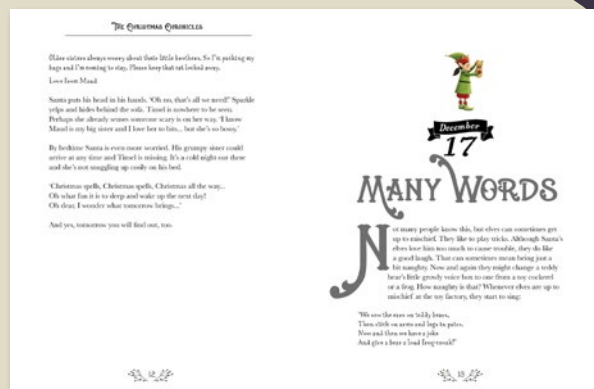 The Christmas Chronicles
Older sisters always worry about their little brothers. So I'm packing my
bags and I'm coming to stay. Please keep that cat locked away.
Love from Maud
Santa puts his head in his hands. 'Oh no, that's all we need!' Sparkle
yelps and hides behind the sofa. Tinsel is nowhere to be seen.
Perhaps she already senses someone scary is on her way. 'I know
Maud is my big sister and I love her to bits... but she's so bossy.'
By bedtime Santa is even more worried. His grumpy sister could
arrive at any time and Tinsel is missing. It's a cold night out there
and she's not snuggling up cosily on his bed.
'Christmas spells, Christmas spells, Christmas all the way...
Oh what fun it is to sleep and wake up the next day!
Oh dear, I wonder what tomorrow brings...'
And yes, tomorrow you will find out, too.
12
December
17
Many Words
Not many people know this, but elves can sometimes get
up to mischief. They like to play tricks. Although Santa's
elves love him too much to cause trouble, they do like
a good laugh. That can sometimes mean being just a
bit naughty. Now and again they might change a teddy
bear's little growly voice box to one from a toy cockerel
or a frog. How naughty is that? Whenever elves are up to
mischief at the toy factory, they start to sing:
'We sew the ears on teddy bears,
Then stitch on arms and legs in pairs.
Now and then we have a joke
And give a bear a loud frog-croak!'
13